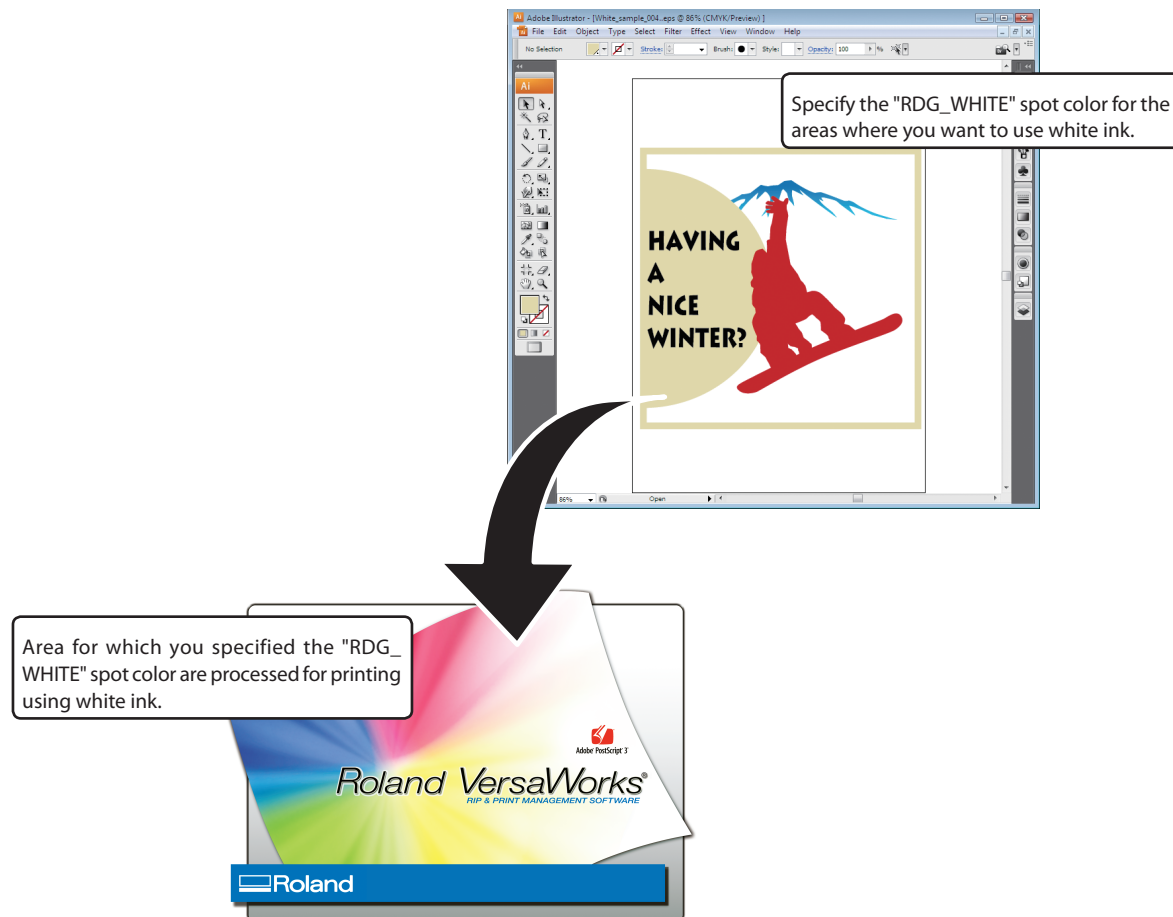 Adobe Illustrator - [White_sample_004..eps @ 86% (CMYK/Preview) ]
File Edit Object Type Select Filter Effect View Window Help
No Selection Stroke: Brush: Style: Opacity: 100 %
Ai
Specify the "RDG_WHITE" spot color for the
areas where you want to use white ink.
HAVING
A
NICE
WINTER?
86% Open
Area for which you specified the "RDG_
WHITE" spot color are processed for printing
using white ink.
Adobe® PostScript® 3™
Roland VersaWorks®
RIP & PRINT MANAGEMENT SOFTWARE
Roland